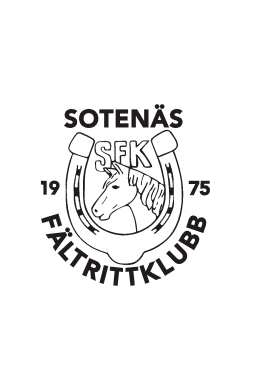 SOTENÄS
SFK
19 75
FÄLTRITTKLUBB